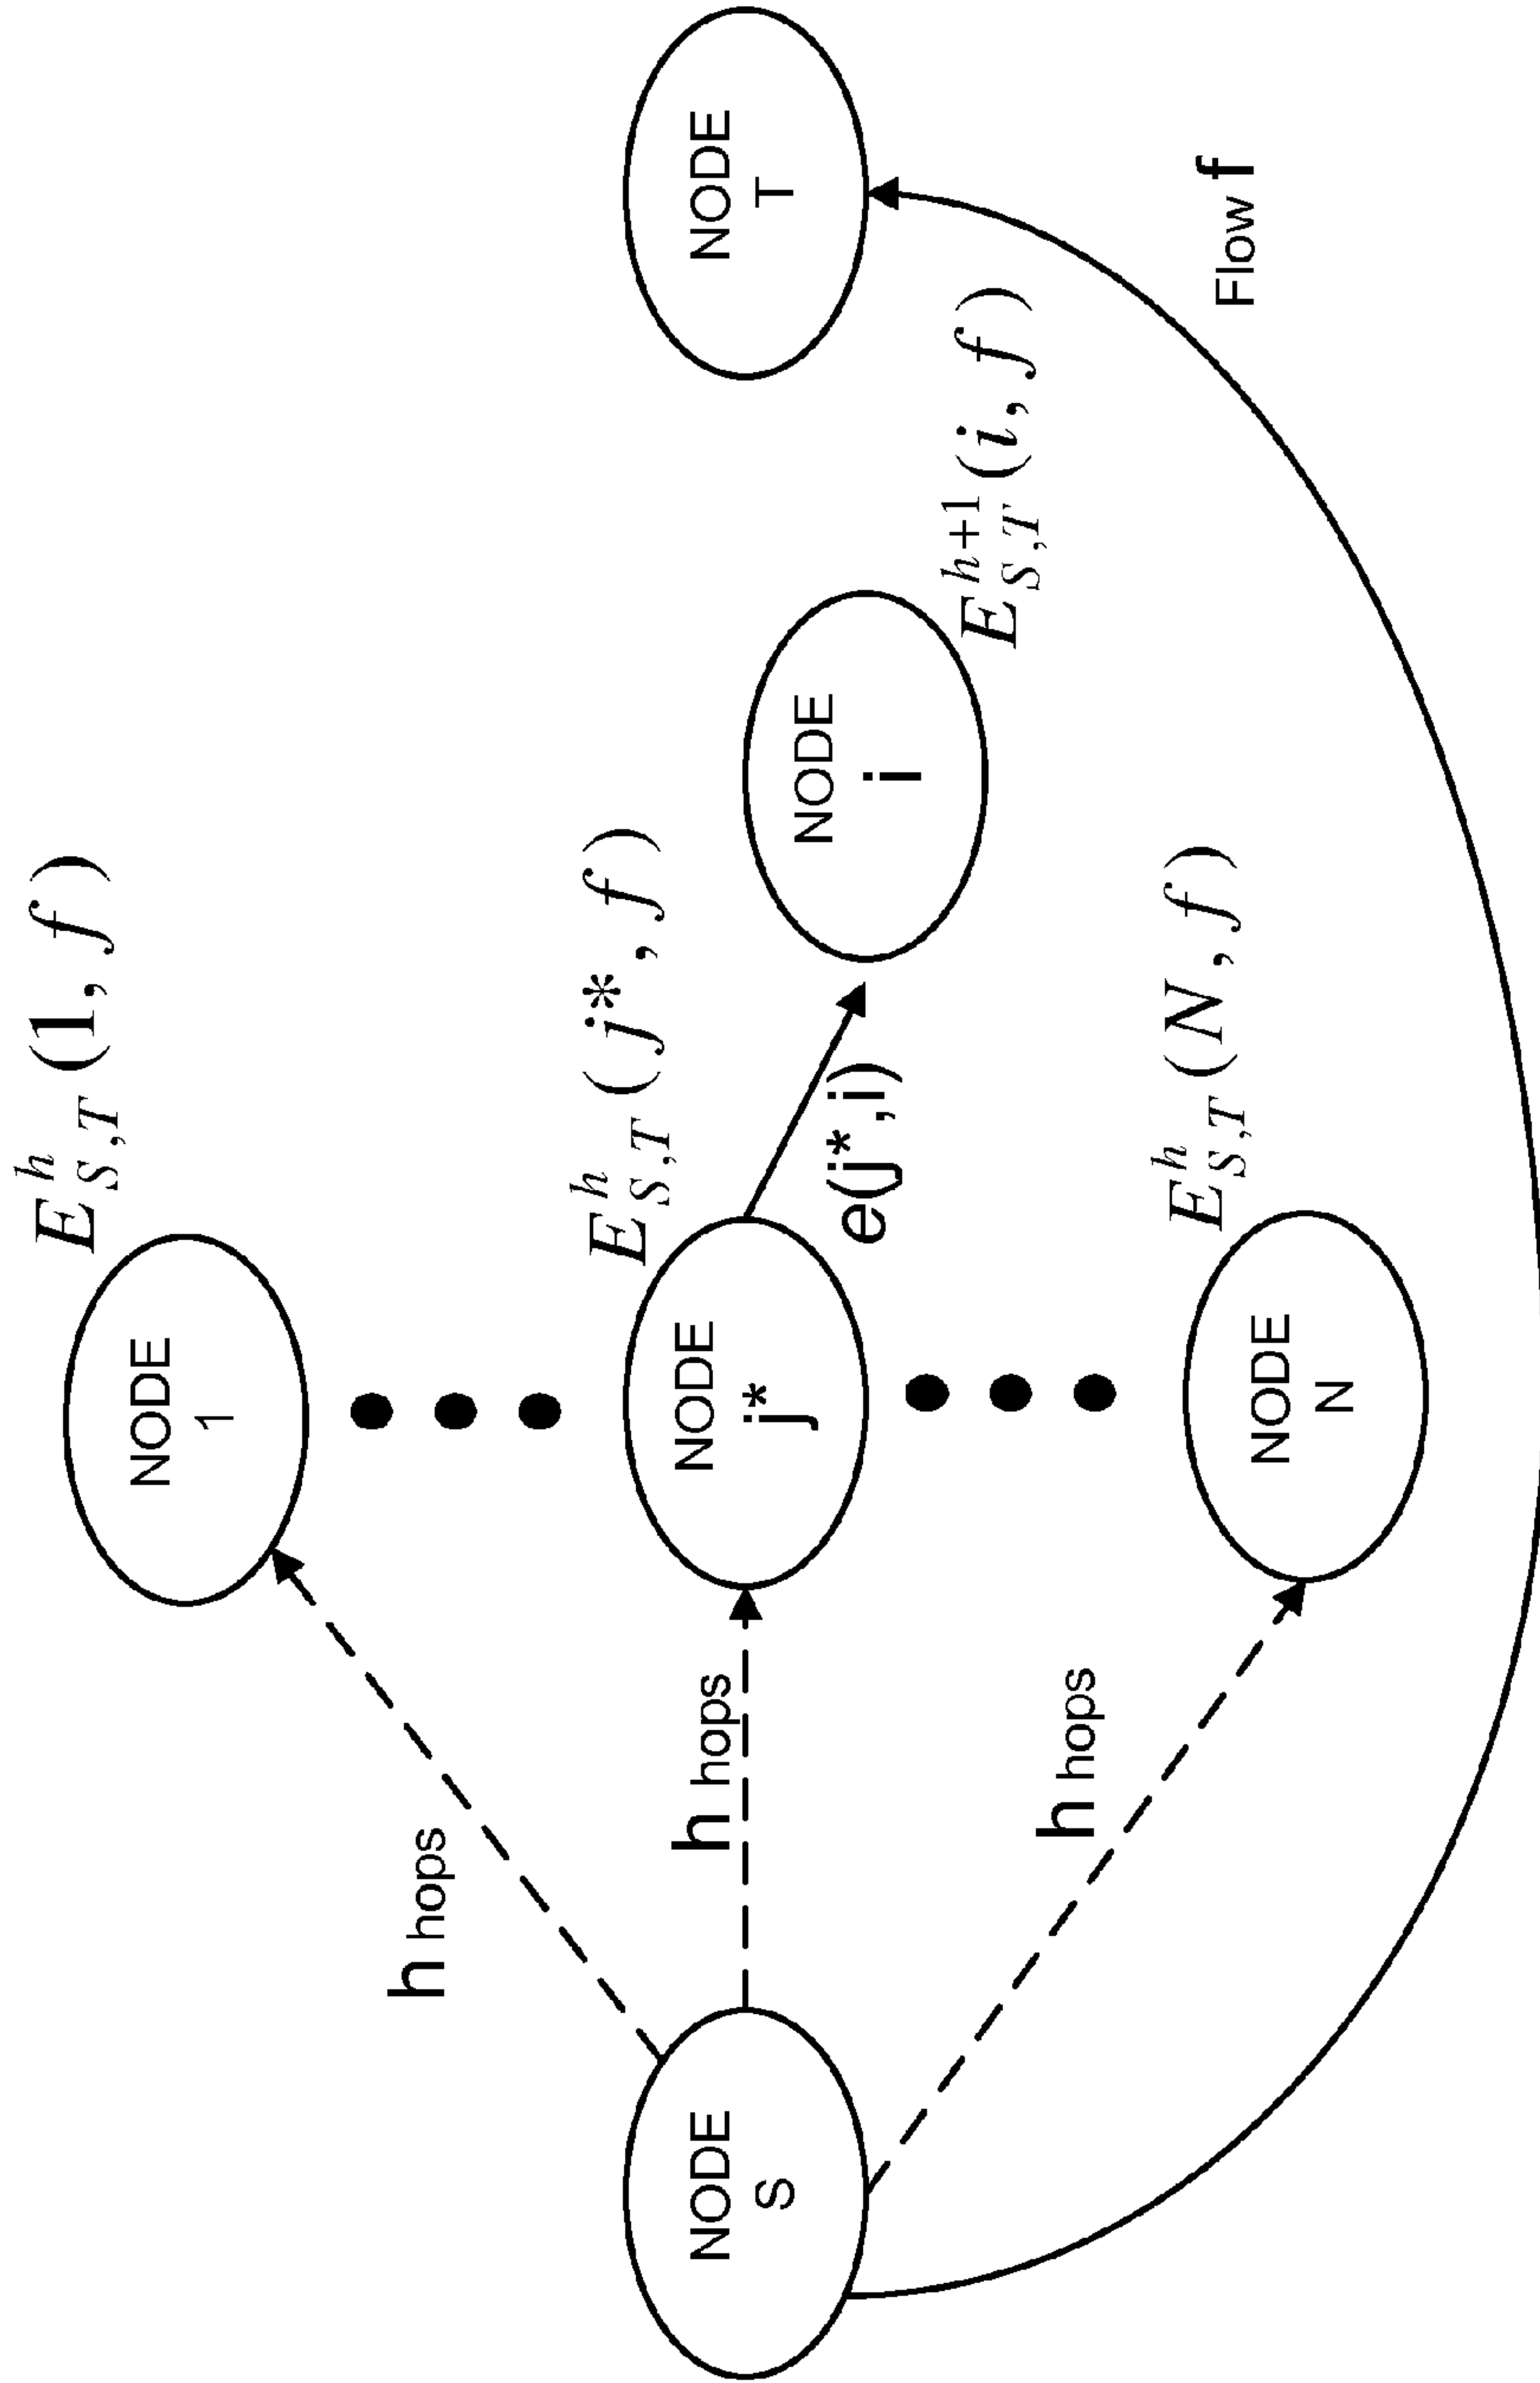 NODE
S
h hops
h hops
h hops
NODE
1
E^h_{S,T}(1, f)
NODE
j*
E^h_{S,T}(j*, f)
e(j*,i)
NODE
N
E^h_{S,T}(N, f)
NODE
i
E^{h+1}_{S,T}(i, f)
NODE
T
Flow f